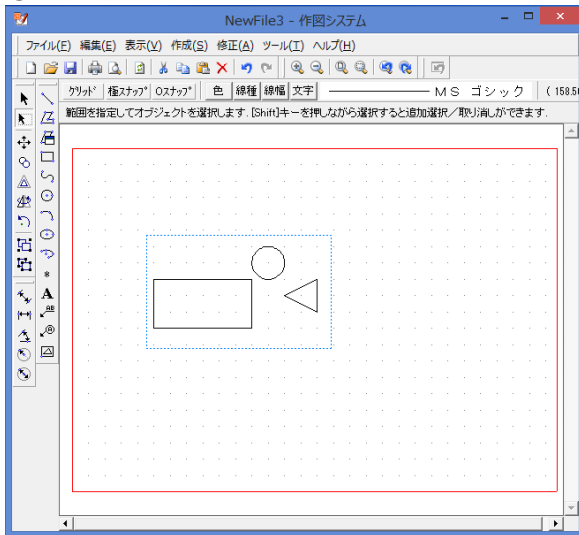 NewFile3 - 作図システム
ファイル(F) 編集(E) 表示(V) 作成(S) 修正(A) ツール(T) ヘルプ(H)
グリッド 極スナップ Oスナップ 色 線種 線幅 文字 ＭＳ ゴシック ( 158.50
範囲を指定してオブジェクトを選択します. [Shift]キーを押しながら選択すると追加選択／取り消しができます.
A
AB